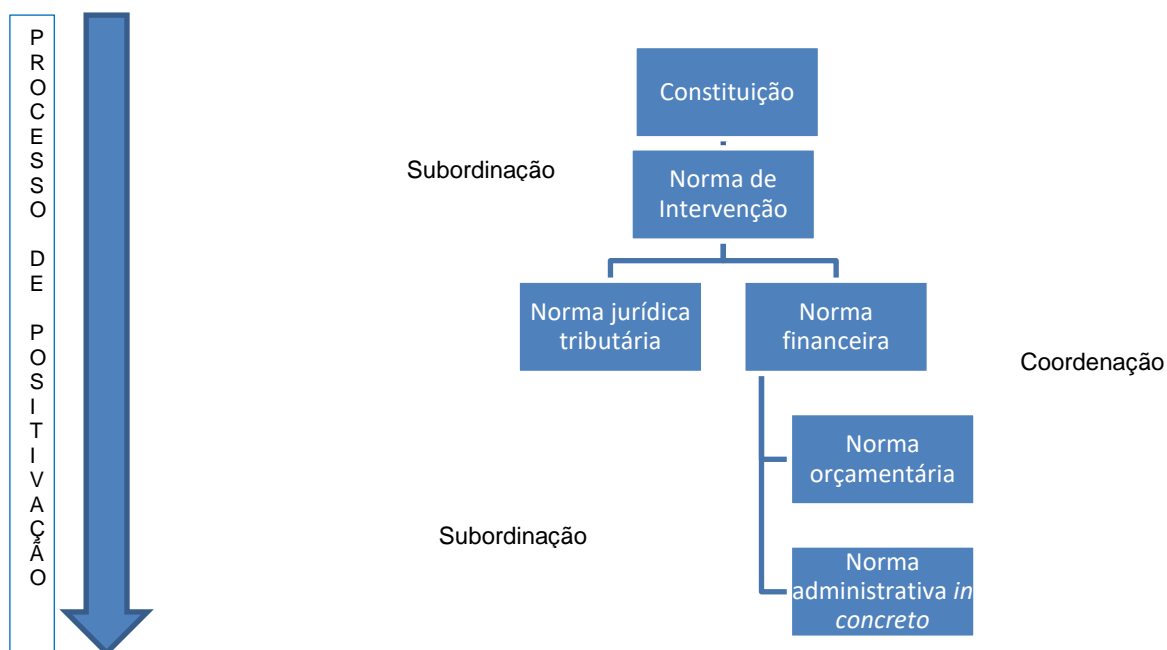 PROCESSO DE POSITIVAÇÃO
Constituição
Subordinação
Norma de
Intervenção
Norma jurídica
tributária
Norma
financeira
Coordenação
Norma
orçamentária
Subordinação
Norma
administrativa in
concreto